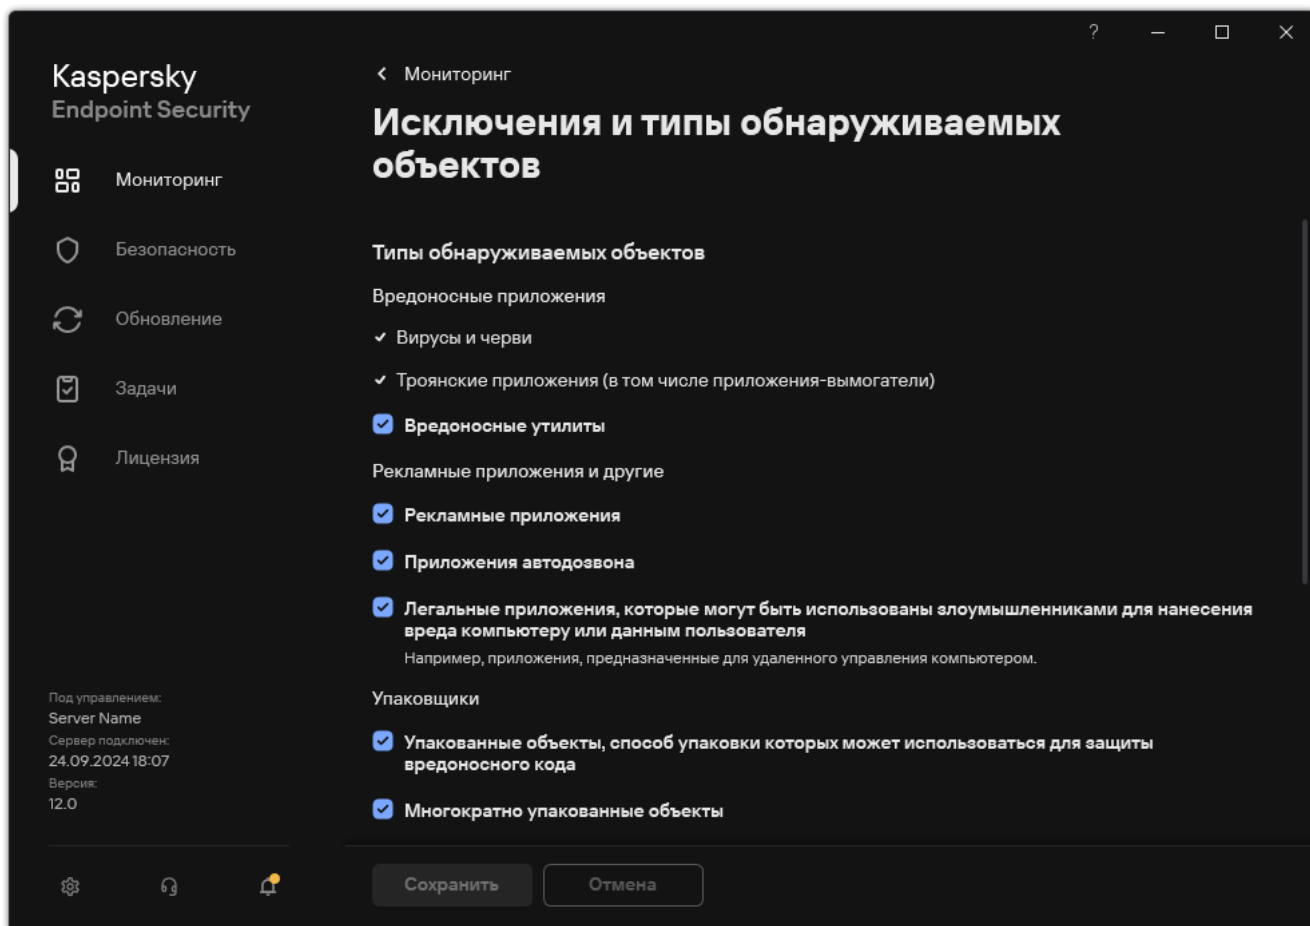 ?
Kaspersky
Endpoint Security
Мониторинг
Безопасность
Обновление
Задачи
Лицензия
Под управлением:
Server Name
Сервер подключен:
24.09.2024 18:07
Версия:
12.0
Мониторинг
Исключения и типы обнаруживаемых
объектов
Типы обнаруживаемых объектов
Вредоносные приложения
Вирусы и черви
Троянские приложения (в том числе приложения-вымогатели)
Вредоносные утилиты
Рекламные приложения и другие
Рекламные приложения
Приложения автодозвона
Легальные приложения, которые могут быть использованы злоумышленниками для нанесения
вреда компьютеру или данным пользователя
Например, приложения, предназначенные для удаленного управления компьютером.
Упаковщики
Упакованные объекты, способ упаковки которых может использоваться для защиты
вредоносного кода
Многократно упакованные объекты
Сохранить
Отмена